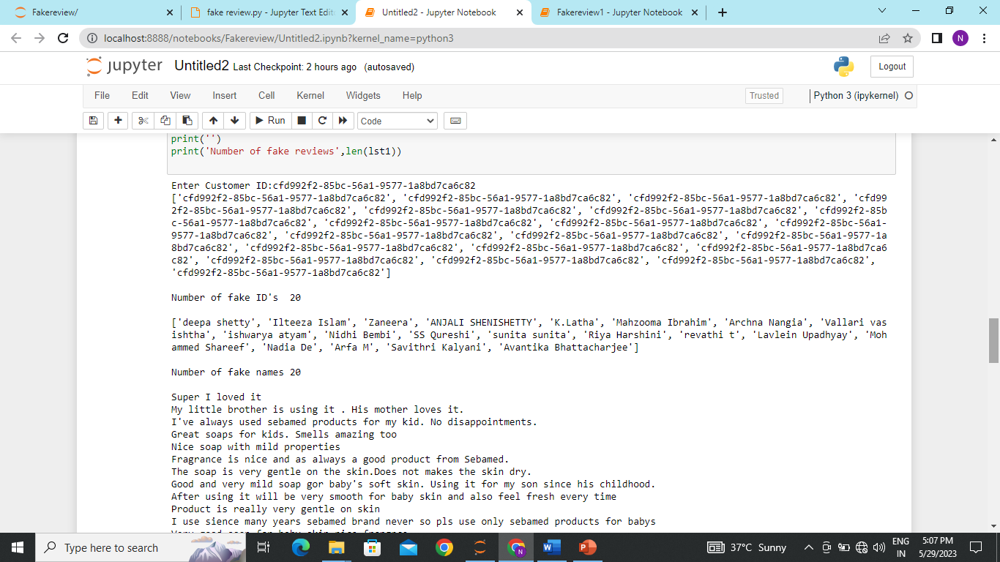 Fakereview/
fake review.py - Jupyter Text Edit
Untitled2 - Jupyter Notebook
Fakereview1 - Jupyter Notebook
localhost:8888/notebooks/Fakereview/Untitled2.ipynb?kernel_name=python3
N
jupyter Untitled2 Last Checkpoint: 2 hours ago (autosaved)
Logout
File Edit View Insert Cell Kernel Widgets Help
Trusted
Python 3 (ipykernel)
Run
Code
print('')
print('Number of fake reviews',len(lst1))
Enter Customer ID:cfd992f2-85bc-56a1-9577-1a8bd7ca6c82
['cfd992f2-85bc-56a1-9577-1a8bd7ca6c82', 'cfd992f2-85bc-56a1-9577-1a8bd7ca6c82', 'cfd992f2-85bc-56a1-9577-1a8bd7ca6c82', 'cfd99
2f2-85bc-56a1-9577-1a8bd7ca6c82', 'cfd992f2-85bc-56a1-9577-1a8bd7ca6c82', 'cfd992f2-85bc-56a1-9577-1a8bd7ca6c82', 'cfd992f2-85b
c-56a1-9577-1a8bd7ca6c82', 'cfd992f2-85bc-56a1-9577-1a8bd7ca6c82', 'cfd992f2-85bc-56a1-9577-1a8bd7ca6c82', 'cfd992f2-85bc-56a1-
9577-1a8bd7ca6c82', 'cfd992f2-85bc-56a1-9577-1a8bd7ca6c82', 'cfd992f2-85bc-56a1-9577-1a8bd7ca6c82', 'cfd992f2-85bc-56a1-9577-1a
8bd7ca6c82', 'cfd992f2-85bc-56a1-9577-1a8bd7ca6c82', 'cfd992f2-85bc-56a1-9577-1a8bd7ca6c82', 'cfd992f2-85bc-56a1-9577-1a8bd7ca6
c82', 'cfd992f2-85bc-56a1-9577-1a8bd7ca6c82', 'cfd992f2-85bc-56a1-9577-1a8bd7ca6c82', 'cfd992f2-85bc-56a1-9577-1a8bd7ca6c82',
'cfd992f2-85bc-56a1-9577-1a8bd7ca6c82']
Number of fake ID's  20
['deepa shetty', 'Ilteeza Islam', 'Zaneera', 'ANJALI SHENISHETTY', 'K.Latha', 'Mahzooma Ibrahim', 'Archna Nangia', 'Vallari vas
ishtha', 'ishwarya atyam', 'Nidhi Bembi', 'SS Qureshi', 'sunita sunita', 'Riya Harshini', 'revathi t', 'Lavlein Upadhyay', 'Moh
ammed Shareef', 'Nadia De', 'Arfa M', 'Savithri Kalyani', 'Avantika Bhattacharjee']
Number of fake names 20
Super I loved it
My little brother is using it . His mother loves it.
I've always used sebamed products for my kid. No disappointments.
Great soaps for kids. Smells amazing too
Nice soap with mild properties
Fragrance is nice and as always a good product from Sebamed.
The soap is very gentle on the skin.Does not makes the skin dry.
Good and very mild soap gor baby's soft skin. Using it for my son since his childhood.
After using it will be very smooth for baby skin and also feel fresh every time
Product is really very gentle on skin
I use sience many years sebamed brand never so pls use only sebamed products for babys
Type here to search
37°C Sunny
ENG
IN
5:07 PM
5/29/2023